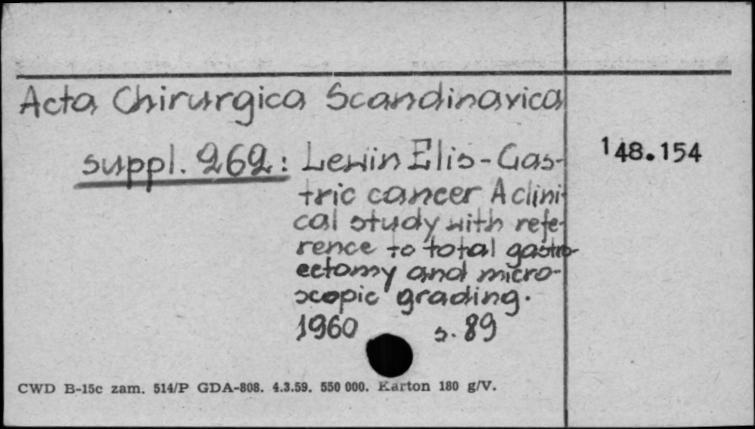 Acta Chirurgica Scandinavica
suppl. 262: Lewin Elis-Gas-
148.154
tric cancer A clini-
cal study with refe-
rence to total gastro-
ectomy and micro-
scopic grading.
1960 s. 89
CWD B-15c zam. 514/P GDA-808. 4.3.59. 550 000. Karton 180 g/V.